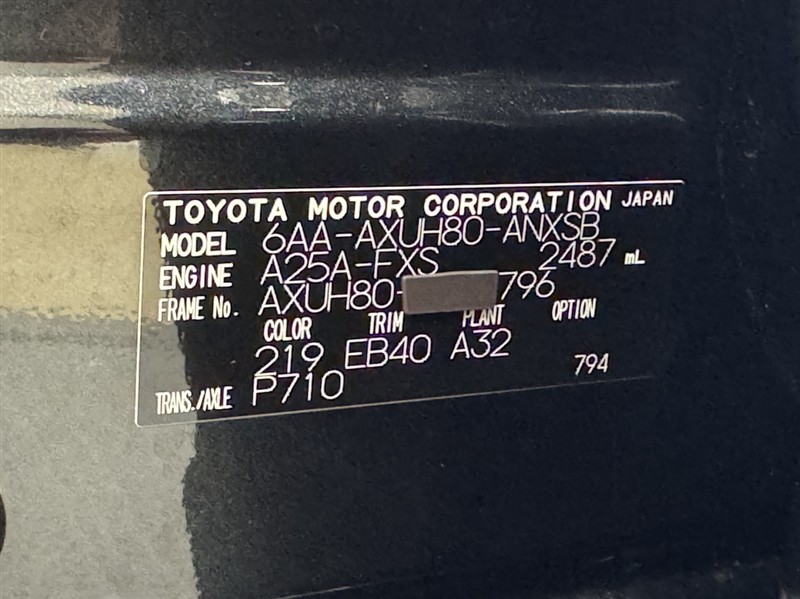 TOYOTA MOTOR CORPORATION JAPAN
MODEL 6AA-AXUH80-ANXSB
ENGINE A25A-FXS 2487 mL
FRAME No. AXUH80- 796
COLOR TRIM PLANT OPTION
219 EB40 A32
TRANS./AXLE P710 794